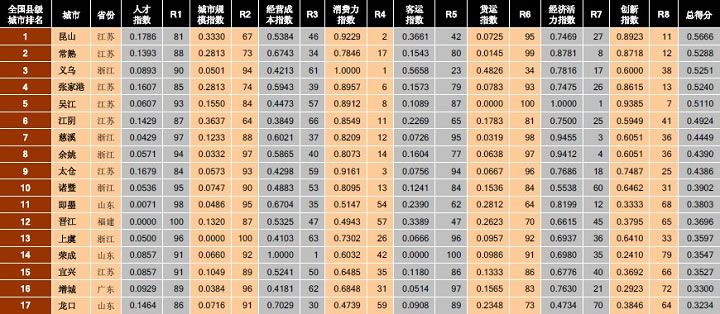 全国县级城市排名 城市 省份 人才指数 R1 城市规模指数 R2 经营成本指数 R3 消费力指数 R4 客运指数 R5 货运指数 R6 经济活力指数 R7 创新指数 R8 总得分
1 昆山 江苏 0.1786 81 0.3330 67 0.5384 46 0.9229 2 0.3661 42 0.0725 95 0.7469 27 0.8923 11 0.5666
2 常熟 江苏 0.1393 88 0.2813 73 0.6743 34 0.7846 17 0.1543 80 0.0145 99 0.8781 8 0.8718 12 0.5288
3 义乌 浙江 0.0893 90 0.0501 94 0.4213 61 1.0000 1 0.5658 23 0.4826 34 0.7816 17 0.6000 38 0.5251
4 张家港 江苏 0.1607 85 0.2813 74 0.5943 39 0.8957 6 0.1573 79 0.0783 93 0.7475 26 0.8615 13 0.5240
5 吴江 江苏 0.0607 93 0.1550 84 0.4473 57 0.8912 8 0.1089 87 0.0000 100 1.0000 1 0.9385 7 0.5110
6 江阴 江苏 0.1429 87 0.3637 64 0.3849 66 0.8549 11 0.2269 65 0.1783 81 0.7500 25 0.5949 41 0.4924
7 慈溪 浙江 0.0429 97 0.1233 88 0.6021 37 0.8209 12 0.0726 95 0.0319 98 0.9455 3 0.6051 36 0.4449
8 余姚 浙江 0.0571 94 0.0332 97 0.5865 40 0.8073 14 0.1604 77 0.0638 97 0.9412 4 0.6051 36 0.4390
9 太仓 江苏 0.1679 84 0.0573 93 0.4298 59 0.9161 3 0.0756 94 0.0667 96 0.7686 18 0.7487 25 0.4386
10 诸暨 浙江 0.0536 95 0.0747 90 0.4883 53 0.8095 13 0.1241 84 0.1536 84 0.5538 60 0.6462 31 0.3902
11 即墨 山东 0.0071 98 0.0486 95 0.6704 35 0.5147 54 0.2390 62 0.2812 64 0.8199 12 0.3333 68 0.3803
12 晋江 福建 0.0000 100 0.1320 87 0.5325 47 0.4943 57 0.3389 47 0.2623 70 0.6615 45 0.3795 65 0.3693
13 上虞 浙江 0.0500 96 0.0000 100 0.4103 63 0.7302 26 0.0666 96 0.0957 92 0.6937 36 0.6410 33 0.3597
14 荣成 山东 0.0857 91 0.0660 92 1.0000 1 0.6032 42 0.0000 100 0.0986 91 0.6980 35 0.2410 79 0.3547
15 宜兴 江苏 0.0857 91 0.1049 89 0.5241 50 0.6485 35 0.1180 86 0.1333 86 0.6776 40 0.3692 66 0.3527
16 增城 广东 0.0929 89 0.0384 96 0.4181 62 0.6848 31 0.0514 97 0.1565 83 0.7630 21 0.2923 72 0.3300
17 龙口 山东 0.1464 86 0.0716 91 0.7029 30 0.4739 59 0.0908 89 0.2348 73 0.4734 70 0.3846 64 0.3234